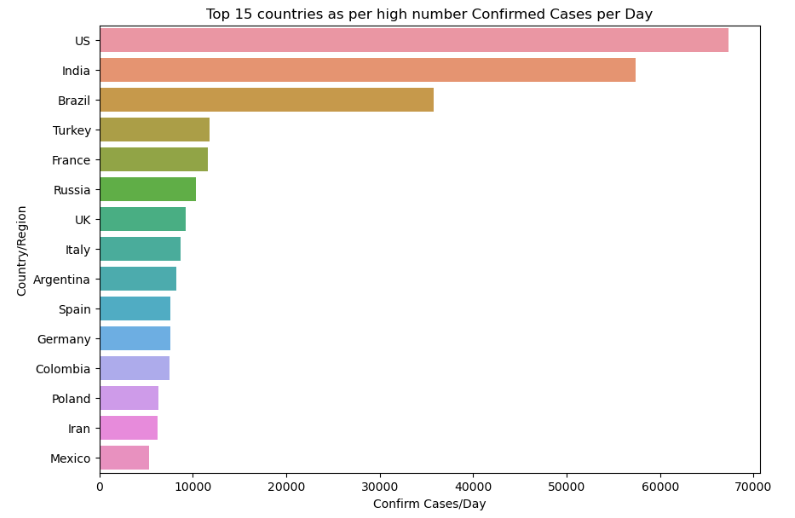 Top 15 countries as per high number Confirmed Cases per Day
Country/Region
US
India
Brazil
Turkey
France
Russia
UK
Italy
Argentina
Spain
Germany
Colombia
Poland
Iran
Mexico
0 10000 20000 30000 40000 50000 60000 70000
Confirm Cases/Day